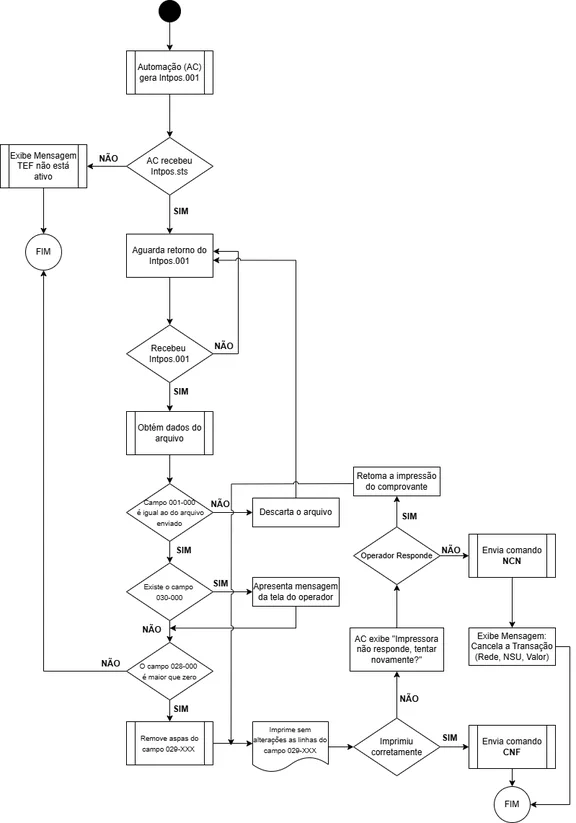 Automação (AC)
gera Intpos.001
AC recebeu
Intpos.sts
NÃO
Exibe Mensagem
TEF não está
ativo
FIM
SIM
Aguarda retorno do
Intpos.001
Recebeu
Intpos.001
NÃO
SIM
Obtém dados do
arquivo
Campo 001-000
é igual ao do arquivo
enviado
NÃO
Descarta o arquivo
SIM
Existe o campo
030-000
SIM
Apresenta mensagem
da tela do operador
NÃO
O campo 028-000
é maior que zero
NÃO
SIM
Remove aspas do
campo 029-XXX
Imprime sem
alterações as linhas do
campo 029-XXX
Imprimiu
corretamente
NÃO
AC exibe "Impressora
não responde, tentar
novamente?"
Operador Responde
SIM
Retoma a impressão
do comprovante
NÃO
Envia comando
NCN
Exibe Mensagem:
Cancela a Transação
(Rede, NSU, Valor)
SIM
Envia comando
CNF
FIM